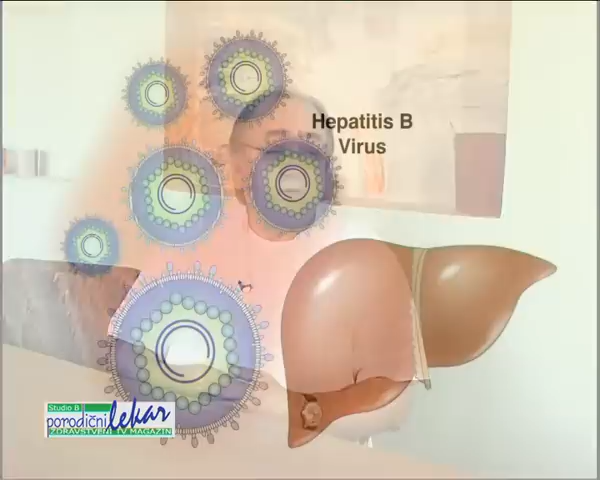 Hepatitis B
Virus
Studio B
porodični lekar
ZDRAVSTVENI TV MAGAZIN